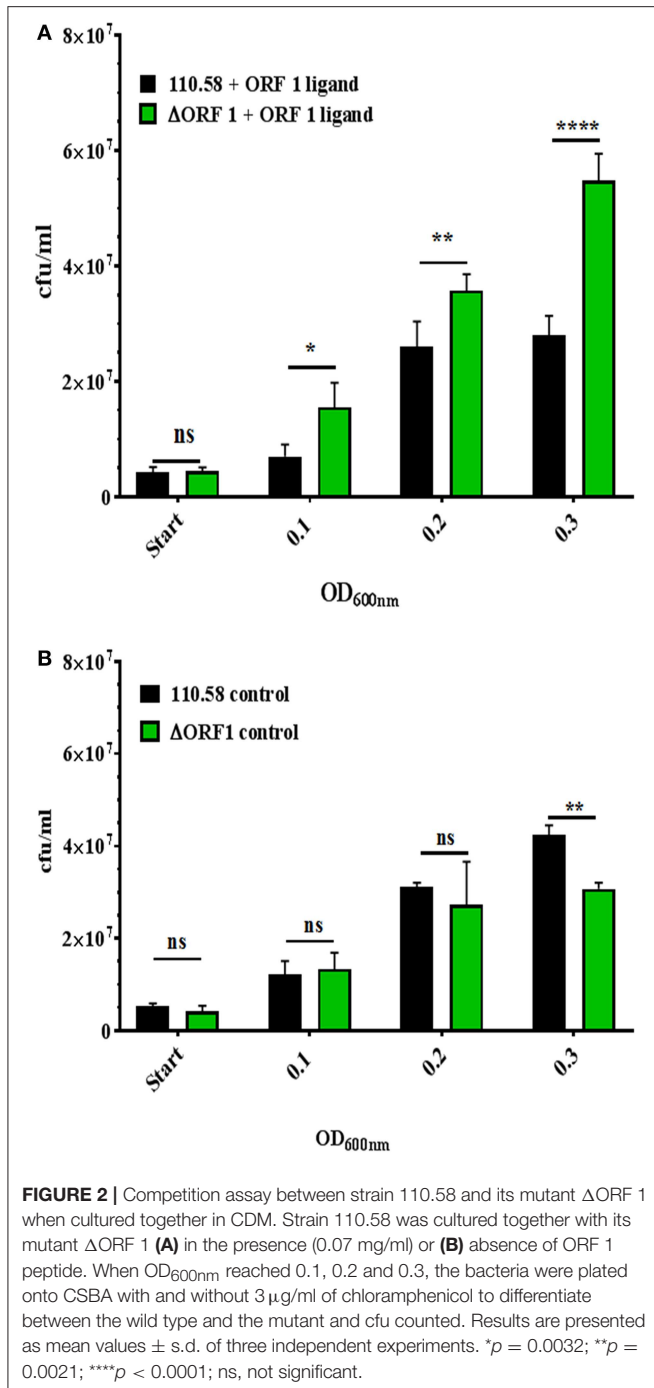 A
8×10⁷
6×10⁷
4×10⁷
2×10⁷
0
cfu/ml
110.58 + ORF 1 ligand
ΔORF 1 + ORF 1 ligand
ns
*
**
****
Start
0.1
0.2
0.3
OD600nm
B
8×10⁷
6×10⁷
4×10⁷
2×10⁷
0
cfu/ml
110.58 control
ΔORF1 control
ns
ns
ns
**
Start
0.1
0.2
0.3
OD600nm
FIGURE 2 | Competition assay between strain 110.58 and its mutant ΔORF 1
when cultured together in CDM. Strain 110.58 was cultured together with its
mutant ΔORF 1 (A) in the presence (0.07 mg/ml) or (B) absence of ORF 1
peptide. When OD600nm reached 0.1, 0.2 and 0.3, the bacteria were plated
onto CSBA with and without 3 μg/ml of chloramphenicol to differentiate
between the wild type and the mutant and cfu counted. Results are presented
as mean values ± s.d. of three independent experiments. *p = 0.0032; **p =
0.0021; ****p < 0.0001; ns, not significant.